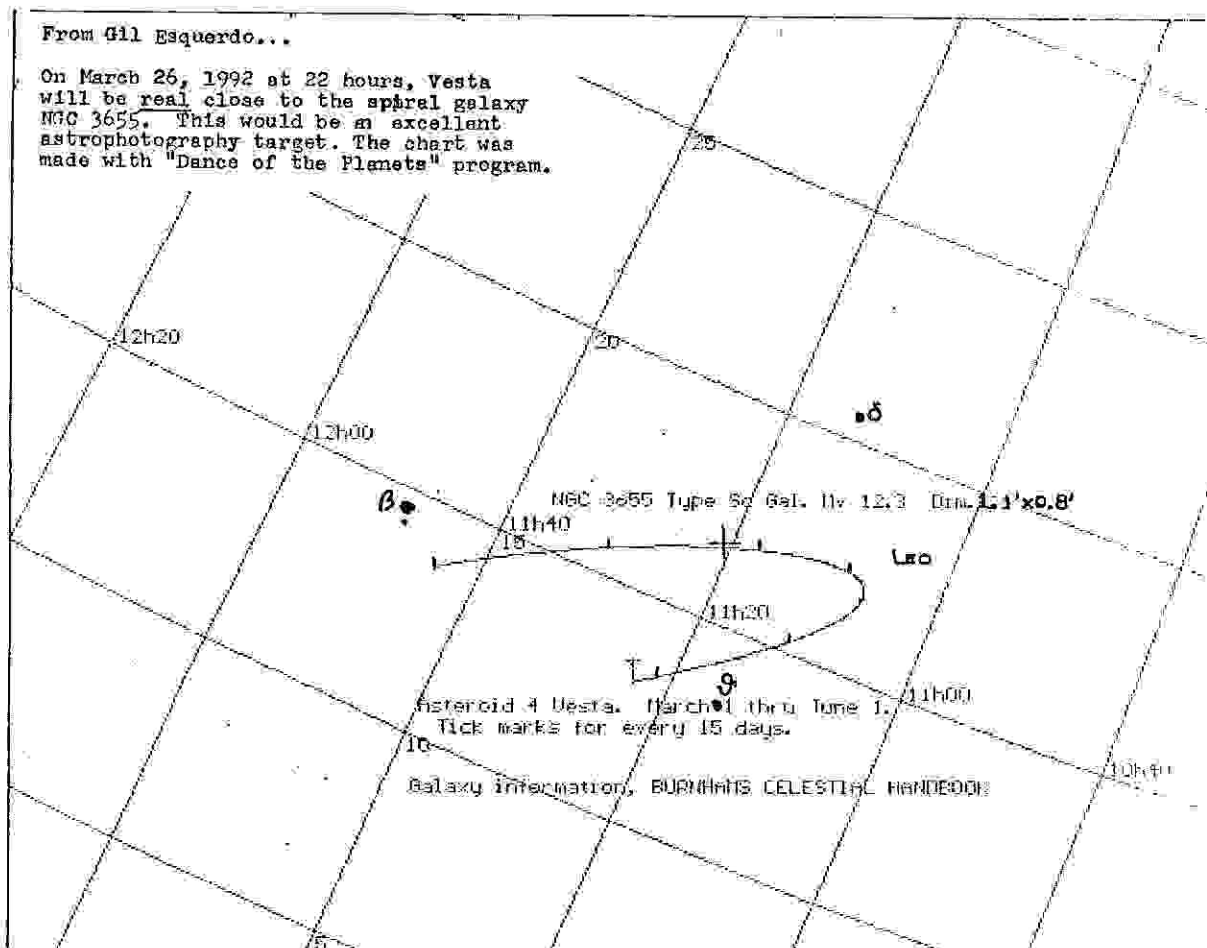 From Gil Esquerdo...
On March 26, 1992 at 22 hours, Vesta
will be real close to the spiral galaxy
NGC 3655. This would be an excellent
astrophotography target. The chart was
made with "Dance of the Planets" program.
25
12h20
20
δ
12h00
NGC 3655 Type Sc Gal. Mv 12.3 Dim. 1.1'x0.8'
β
11h40
15
Leo
11h20
ϑ
11h00
Asteroid 4 Vesta. March 1 thru June 1.
Tick marks for every 15 days.
10
10h40
Galaxy information, BURNHAMS CELESTIAL HANDBOOK